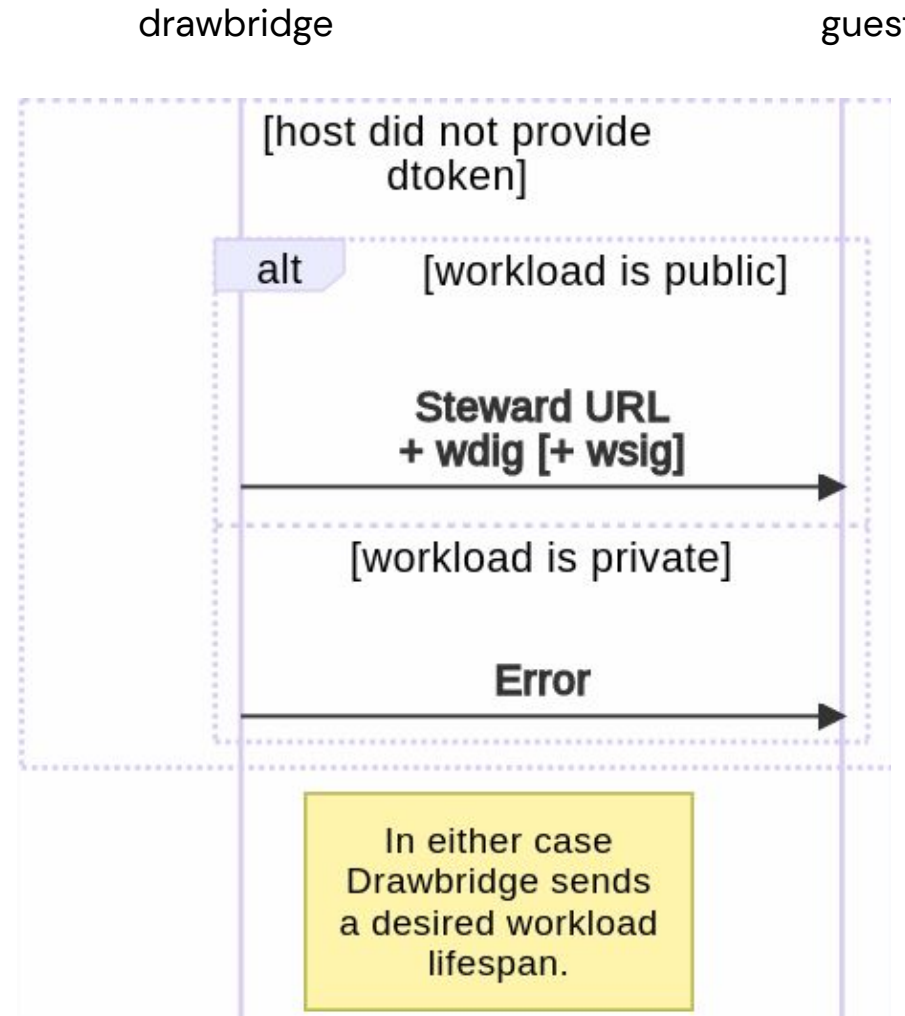 drawbridge
guest
[host did not provide
dtoken]
alt
[workload is public]
Steward URL
+ wdig [+ wsig]
[workload is private]
Error
In either case
Drawbridge sends
a desired workload
lifespan.